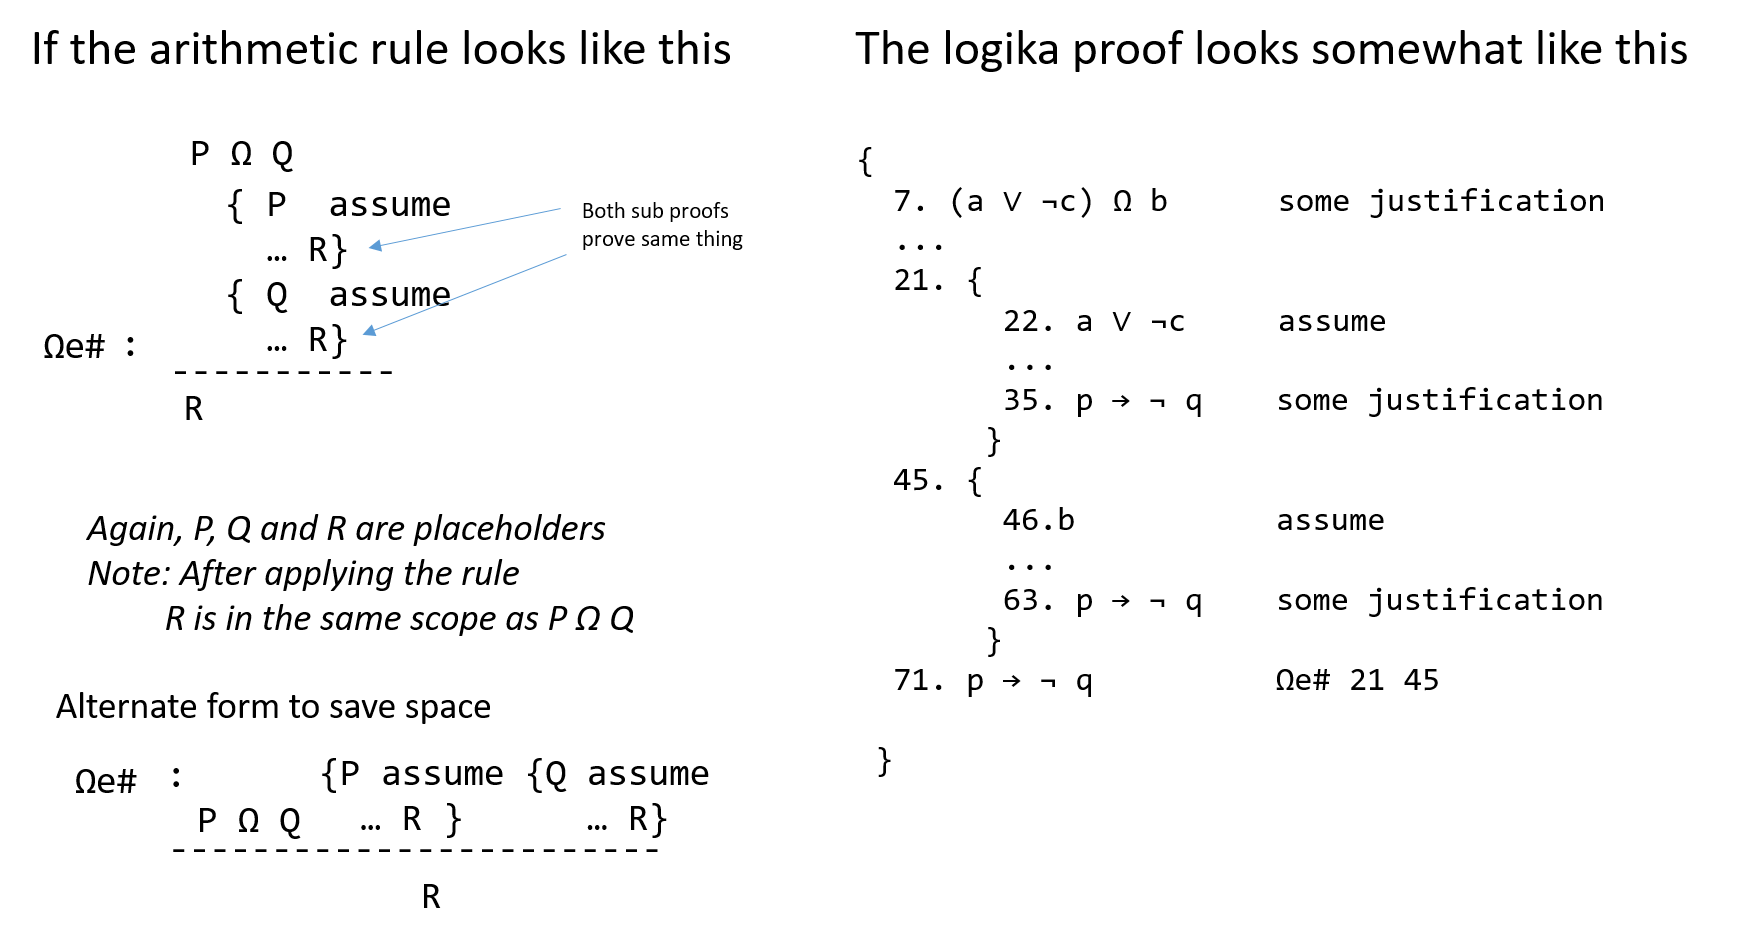 If the arithmetic rule looks like this
P Ω Q
{ P assume
… R}
{ Q assume
… R}
Ωe# :
-----------
R
Both sub proofs
prove same thing
Again, P, Q and R are placeholders
Note: After applying the rule
R is in the same scope as P Ω Q
Alternate form to save space
Ωe# : {P assume {Q assume
P Ω Q … R } … R}
------------------------
R
The logika proof looks somewhat like this
{
7. (a ∨ ¬c) Ω b some justification
...
21. {
22. a ∨ ¬c assume
...
35. p → ¬ q some justification
}
45. {
46.b assume
...
63. p → ¬ q some justification
}
71. p → ¬ q Ωe# 21 45
}